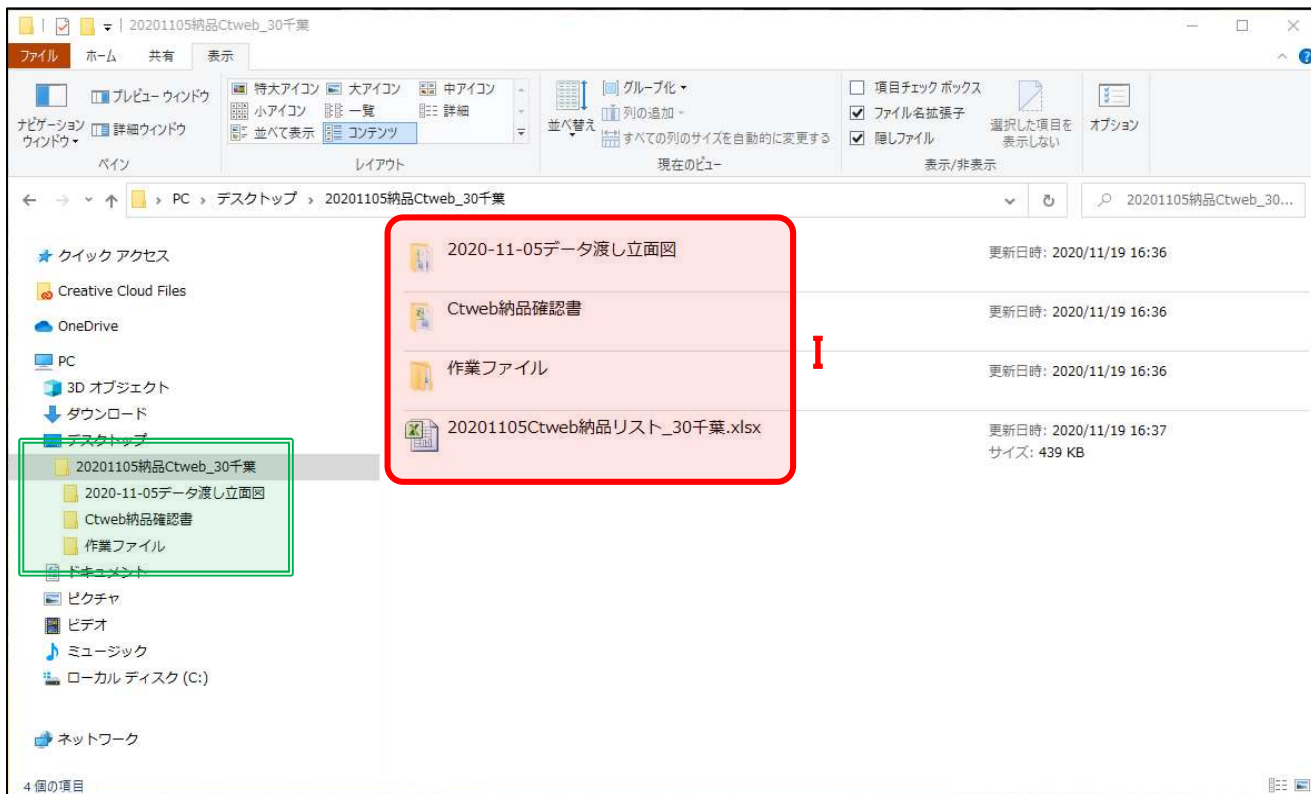 20201105納品Ctweb_30千葉
ファイル ホーム 共有 表示
ナビゲーション ウィンドウ
プレビュー ウィンドウ
詳細ウィンドウ
ペイン
特大アイコン 大アイコン 中アイコン
小アイコン 一覧 詳細
並べて表示 コンテンツ
レイアウト
並べ替え
グループ化
列の追加
すべての列のサイズを自動的に変更する
現在のビュー
項目チェック ボックス
ファイル名拡張子
隠しファイル
選択した項目を
表示しない
表示/非表示
オプション
PC › デスクトップ › 20201105納品Ctweb_30千葉
20201105納品Ctweb_30...
クイック アクセス
Creative Cloud Files
OneDrive
PC
3D オブジェクト
ダウンロード
デスクトップ
20201105納品Ctweb_30千葉
2020-11-05データ渡し立面図
Ctweb納品確認書
作業ファイル
ドキュメント
ピクチャ
ビデオ
ミュージック
ローカル ディスク (C:)
ネットワーク
2020-11-05データ渡し立面図 更新日時: 2020/11/19 16:36
Ctweb納品確認書 更新日時: 2020/11/19 16:36
I
作業ファイル 更新日時: 2020/11/19 16:36
20201105Ctweb納品リスト_30千葉.xlsx 更新日時: 2020/11/19 16:37
サイズ: 439 KB
4 個の項目